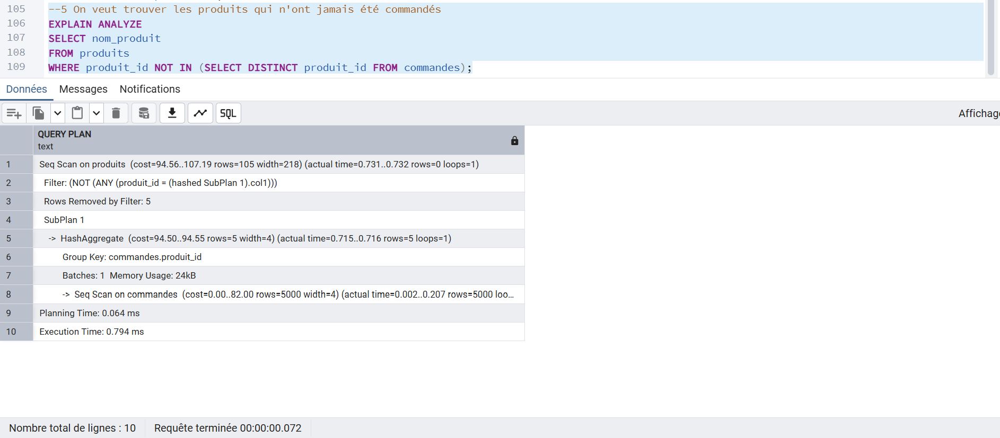 105 --5 On veut trouver les produits qui n'ont jamais été commandés
106 EXPLAIN ANALYZE
107 SELECT nom_produit
108 FROM produits
109 WHERE produit_id NOT IN (SELECT DISTINCT produit_id FROM commandes);
Données Messages Notifications
SQL
Affichage
QUERY PLAN
text
1 Seq Scan on produits (cost=94.56..107.19 rows=105 width=218) (actual time=0.731..0.732 rows=0 loops=1)
2 Filter: (NOT (ANY (produit_id = (hashed SubPlan 1).col1)))
3 Rows Removed by Filter: 5
4 SubPlan 1
5 -> HashAggregate (cost=94.50..94.55 rows=5 width=4) (actual time=0.715..0.716 rows=5 loops=1)
6 Group Key: commandes.produit_id
7 Batches: 1 Memory Usage: 24kB
8 -> Seq Scan on commandes (cost=0.00..82.00 rows=5000 width=4) (actual time=0.002..0.207 rows=5000 loo...
9 Planning Time: 0.064 ms
10 Execution Time: 0.794 ms
Nombre total de lignes : 10 Requête terminée 00:00:00.072